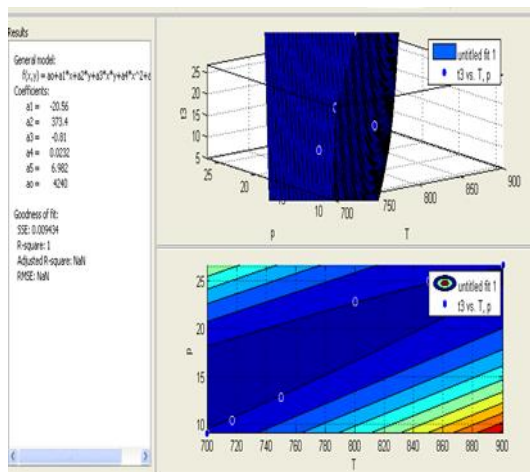 Results
General model:
f(x,y) = ao+a1*x+a2*y+a3*x*y+a4*x^2+a
Coefficients:
a1 = -20.56
a2 = 373.4
a3 = -0.81
a4 = 0.0232
a5 = 6.982
ao = 4240
Goodness of fit:
SSE: 0.009434
R-square: 1
Adjusted R-square: NaN
RMSE: NaN
untitled fit 1
t3 vs. T, p
t3
25
20
15
10
5
25
20
15
10
700
750
800
850
900
p
T
untitled fit 1
t3 vs. T, p
p
25
20
15
10
700
720
740
760
780
800
820
840
860
880
900
T